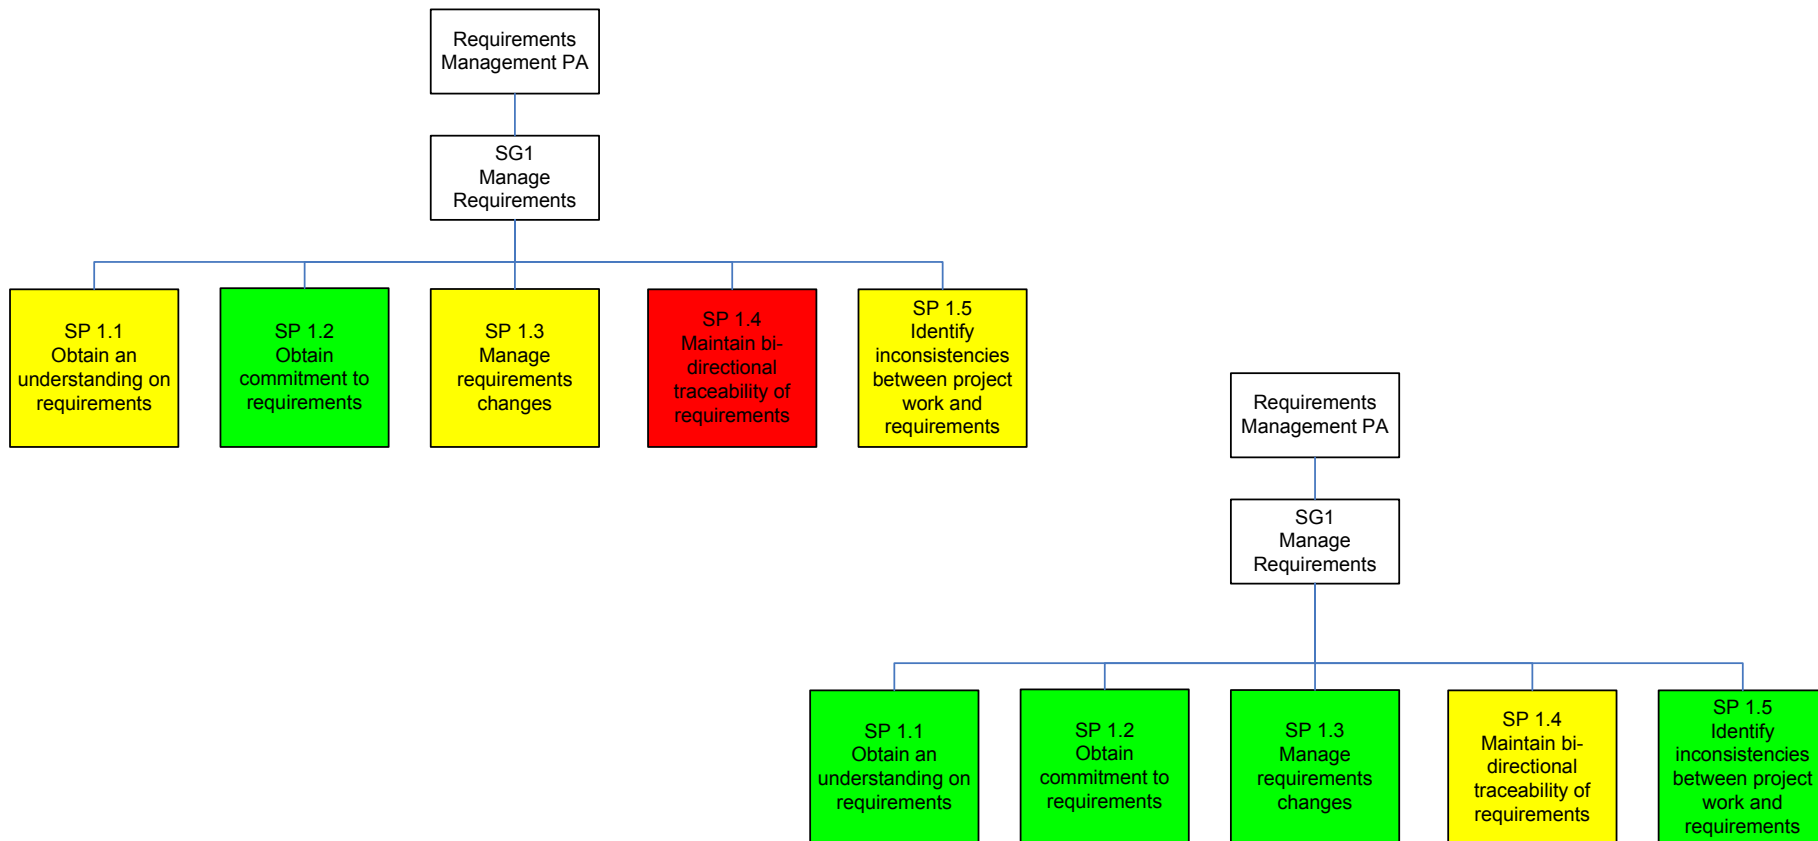 Requirements
Management PA
SG1
Manage
Requirements
SP 1.1
Obtain an
understanding on
requirements
SP 1.2
Obtain
commitment to
requirements
SP 1.3
Manage
requirements
changes
SP 1.4
Maintain bi-
directional
traceability of
requirements
SP 1.5
Identify
inconsistencies
between project
work and
requirements
Requirements
Management PA
SG1
Manage
Requirements
SP 1.1
Obtain an
understanding on
requirements
SP 1.2
Obtain
commitment to
requirements
SP 1.3
Manage
requirements
changes
SP 1.4
Maintain bi-
directional
traceability of
requirements
SP 1.5
Identify
inconsistencies
between project
work and
requirements